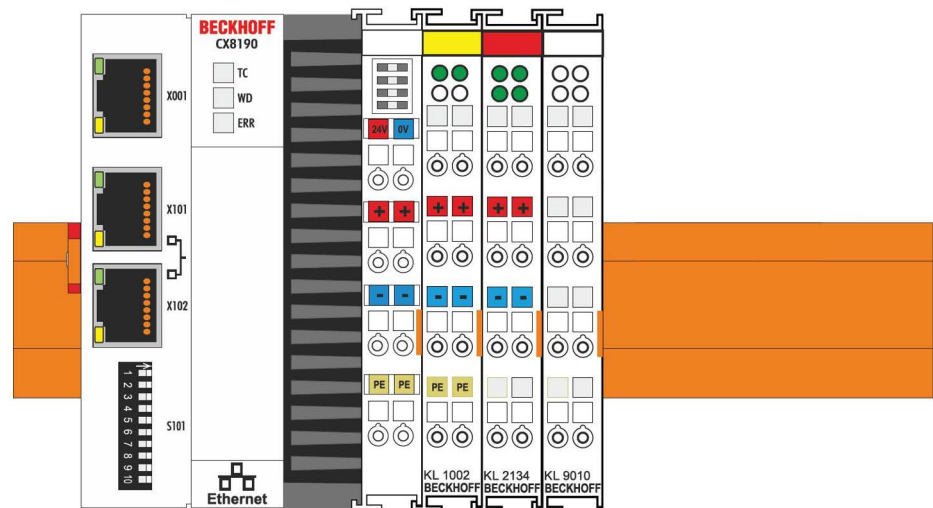 BECKHOFF
CX8190
TC
WD
ERR
X001
X101
X102
S101
1 2 3 4 5 6 7 8 9 10
Ethernet
24V 0V
+ + + + + +
- - - - - -
PE PE PE PE
KL 1002
BECKHOFF
KL 2134
BECKHOFF
KL 9010
BECKHOFF